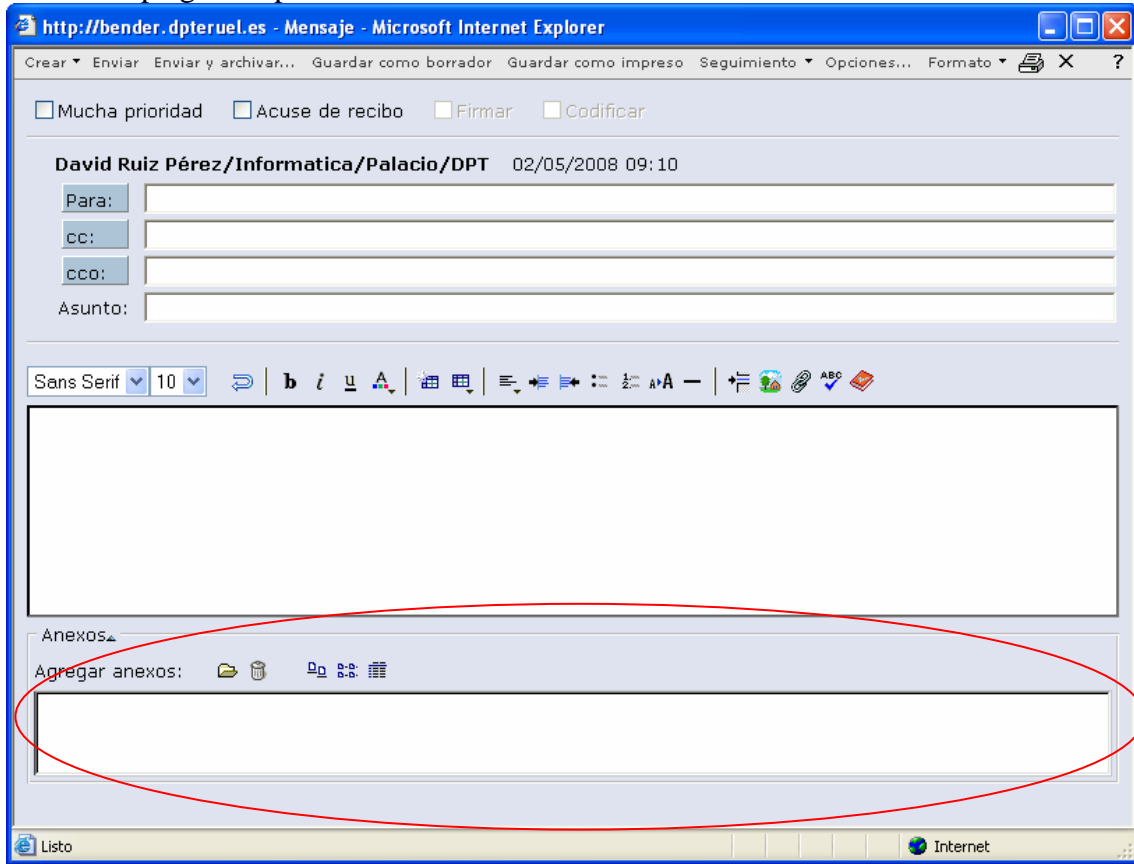 http://bender.dpteruel.es - Mensaje - Microsoft Internet Explorer
Crear Enviar Enviar y archivar... Guardar como borrador Guardar como impreso Seguimiento Opciones... Formato ?
Mucha prioridad Acuse de recibo Firmar Codificar
David Ruiz Pérez/Informatica/Palacio/DPT 02/05/2008 09:10
Para:
cc:
cco:
Asunto:
Sans Serif 10 b i u A A A ABC
Anexos
Agregar anexos:
Listo Internet